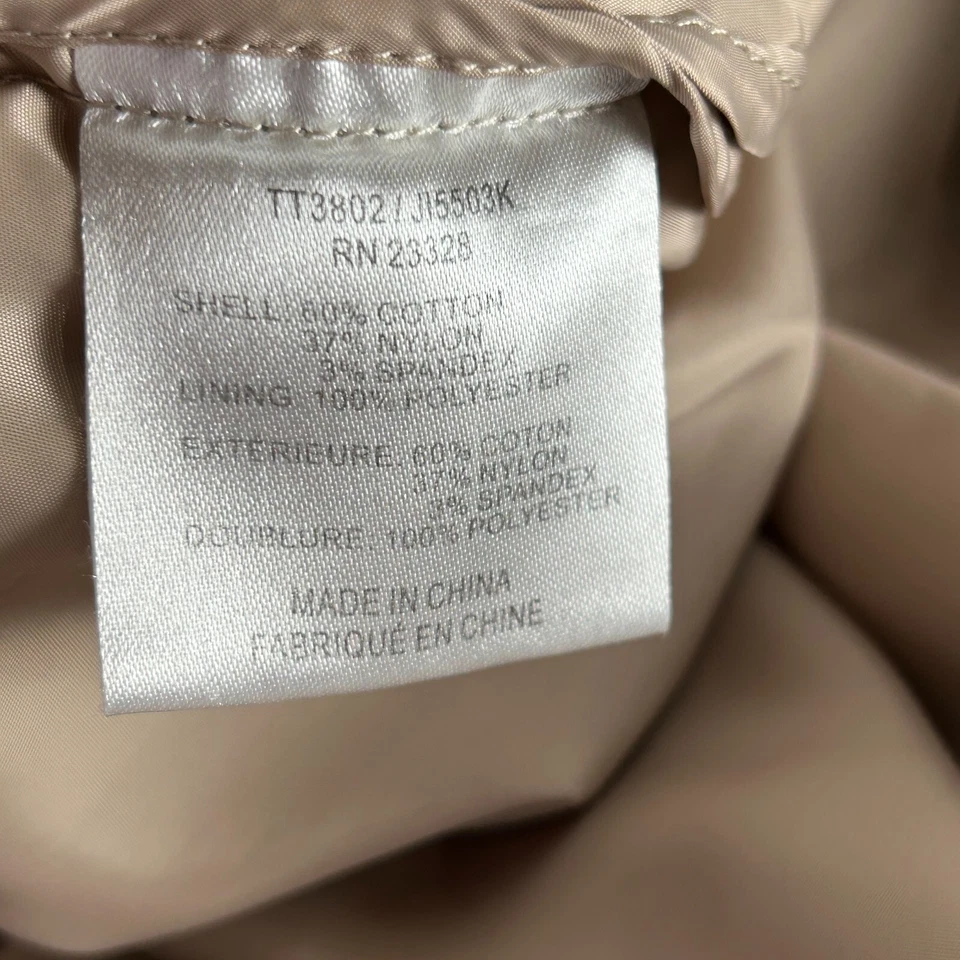 TT3802 / JI5503K
RN 23328
SHELL: 60% COTTON
37% NYLON
3% SPANDEX
LINING: 100% POLYESTER
EXTERIEURE: 60% COTON
37% NYLON
3% SPANDEX
DOUPLURE: 100% POLYESTER
MADE IN CHINA
FABRIQUÉ EN CHINE